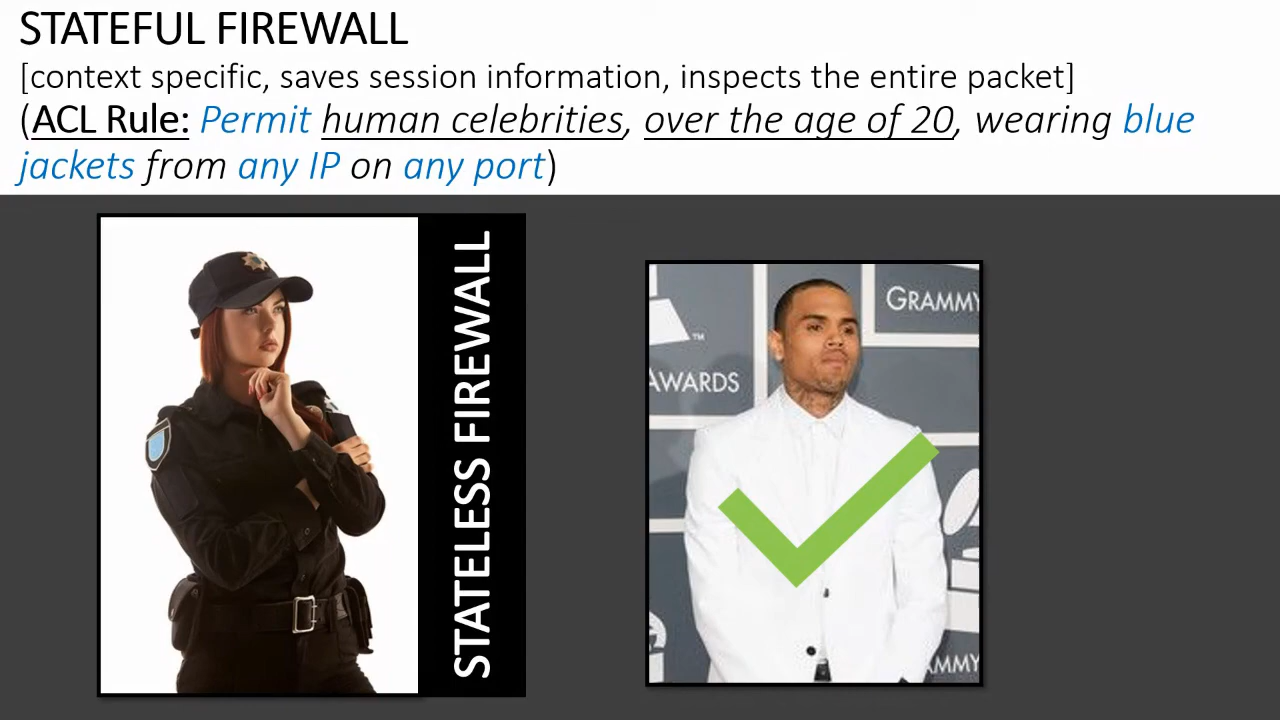 STATEFUL FIREWALL
[context specific, saves session information, inspects the entire packet]
(ACL Rule: Permit human celebrities, over the age of 20, wearing blue
jackets from any IP on any port)
STATELESS FIREWALL
GRAMMY
TM
AWARDS
AMMY